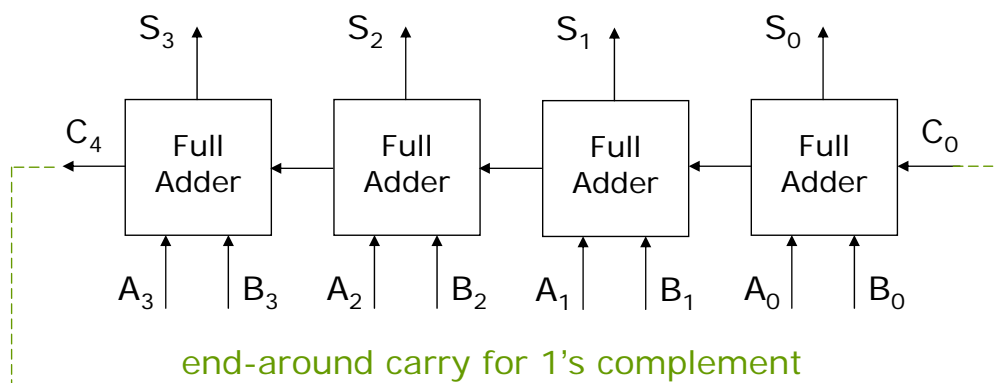 S3 S2 S1 S0
C4 Full Adder Full Adder Full Adder Full Adder C0
A3 B3 A2 B2 A1 B1 A0 B0
end-around carry for 1's complement